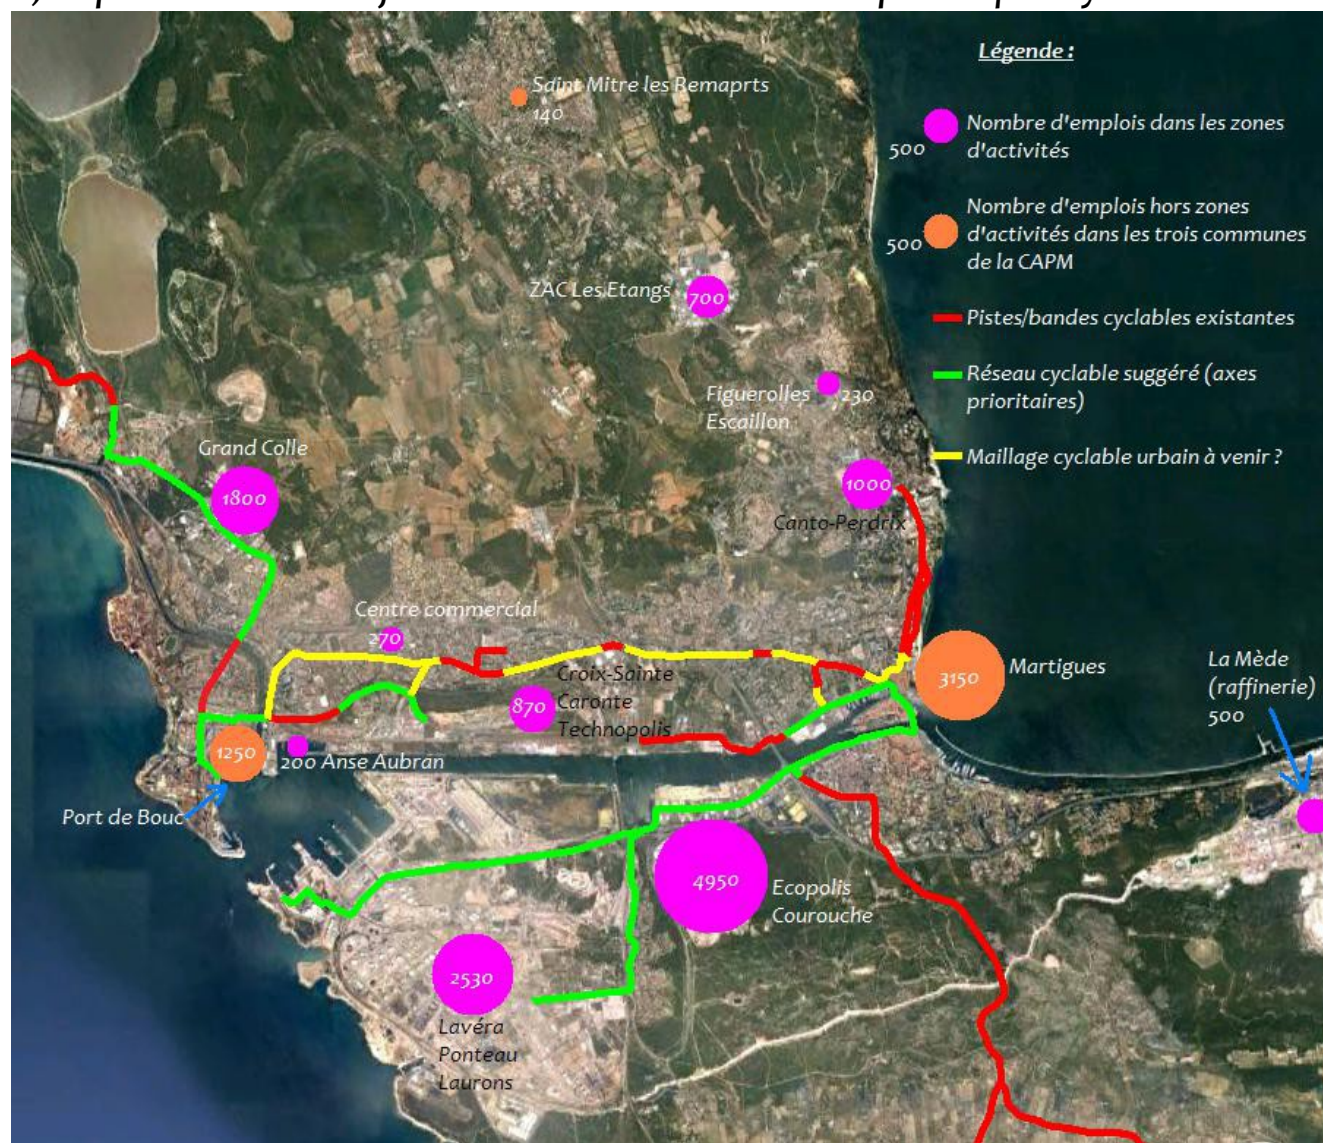 Légende :
Saint Mitre les Remaprts
140
500
Nombre d'emplois dans les zones
d'activités
500
Nombre d'emplois hors zones
d'activités dans les trois communes
de la CAPM
ZAC Les Etangs
700
Pistes/bandes cyclables existantes
Réseau cyclable suggéré (axes
prioritaires)
Figuerolles
Escaillon
230
Maillage cyclable urbain à venir ?
Grand Colle
1800
1000
Canto-Perdrix
Centre commercial
270
Croix-Sainte
Caronte
Technopolis
870
3150
Martigues
La Mède
(raffinerie)
500
1250
200 Anse Aubran
Port de Bouc
4950
Ecopolis
Courouche
2530
Lavéra
Ponteau
Laurons